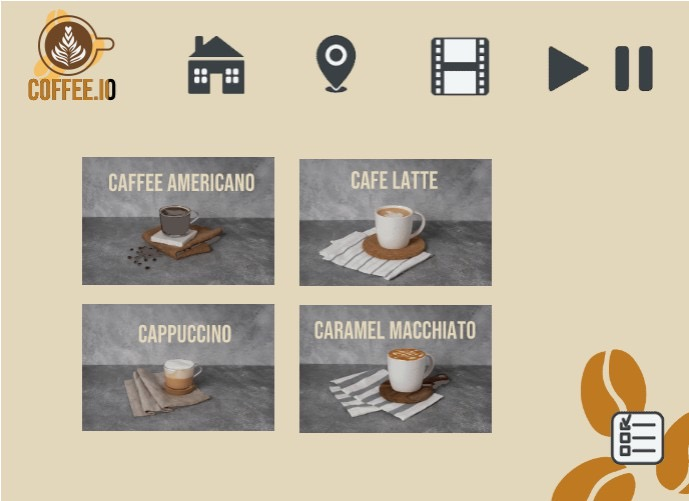 COFFEE.IO
CAFFEE AMERICANO
CAFE LATTE
CAPPUCCINO
CARAMEL MACCHIATO